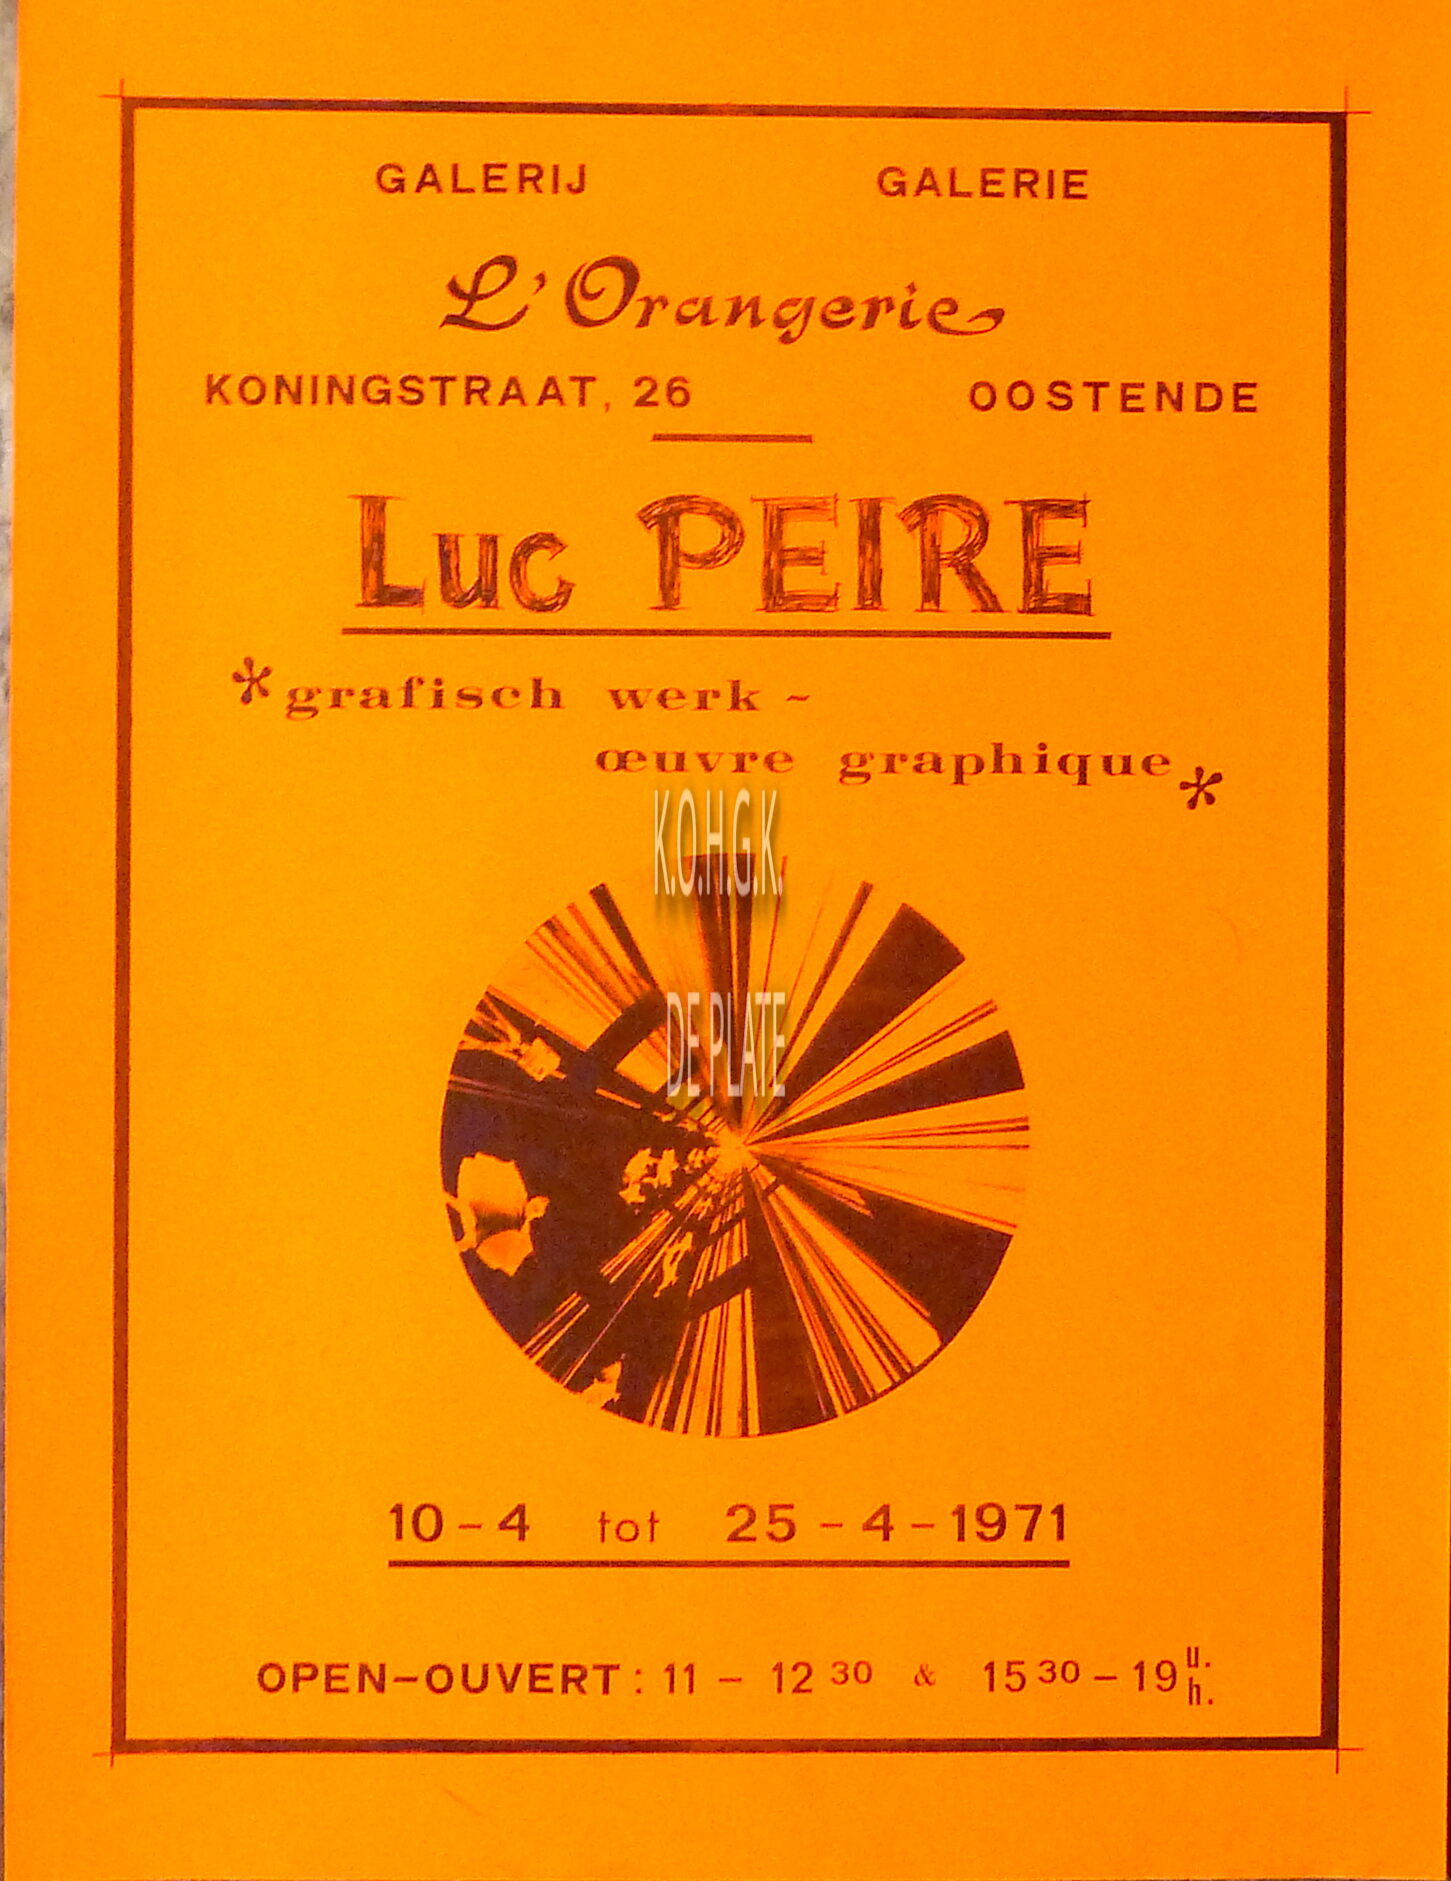 GALERIJ GALERIE
L'Orangerie
KONINGSTRAAT, 26 OOSTENDE
Luc PEIRE
*grafisch werk ~
œuvre graphique*
K.O.H.G.K.
DE PLATE
10 - 4 tot 25 - 4 - 1971
OPEN-OUVERT: 11 - 12 30 & 15 30 - 19 u. h.